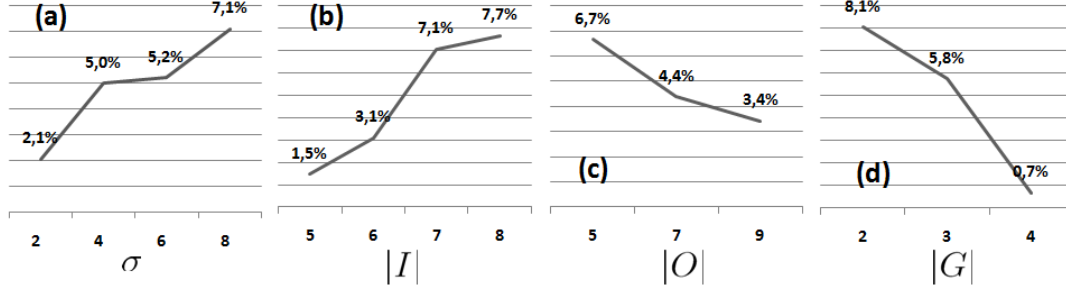 (a)
2,1%
5,0%
5,2%
7,1%
2 4 6 8
σ
(b)
1,5%
3,1%
7,1%
7,7%
5 6 7 8
|I|
(c)
6,7%
4,4%
3,4%
5 7 9
|O|
(d)
8,1%
5,8%
0,7%
2 3 4
|G|